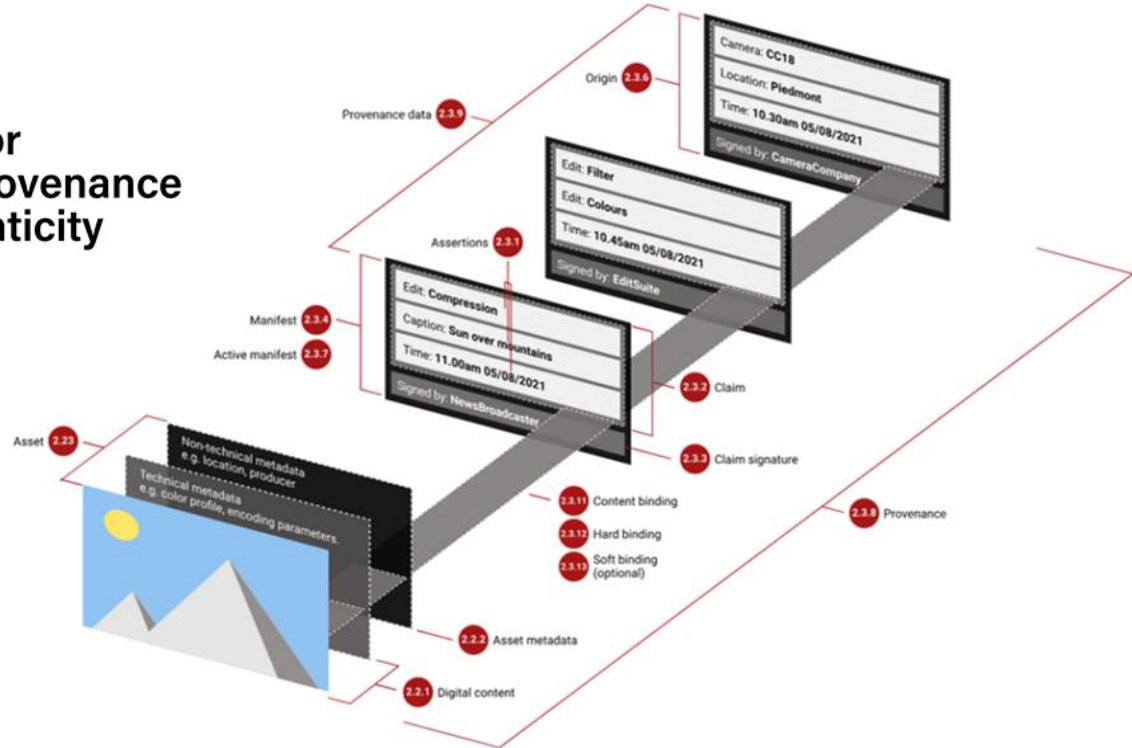 or
ovenance
nticity
Camera: CC18
Location: Piedmont
Time: 10.30am 05/08/2021
Signed by: CameraCompany
Origin 2.3.6
Provenance data 2.3.9
Edit: Filter
Edit: Colours
Time: 10.45am 05/08/2021
Signed by: EditSuite
Assertions 2.3.1
Edit: Compression
Caption: Sun over mountains
Time: 11.00am 05/08/2021
Signed by: NewsBroadcaster
Manifest 2.3.4
Active manifest 2.3.7
2.3.2 Claim
2.3.3 Claim signature
Asset 2.23
Non-technical metadata
e.g. location, producer
Technical metadata
e.g. color profile, encoding parameters.
2.3.11 Content binding
2.3.12 Hard binding
2.3.13 Soft binding
(optional)
2.3.8 Provenance
2.2.2 Asset metadata
2.2.1 Digital content